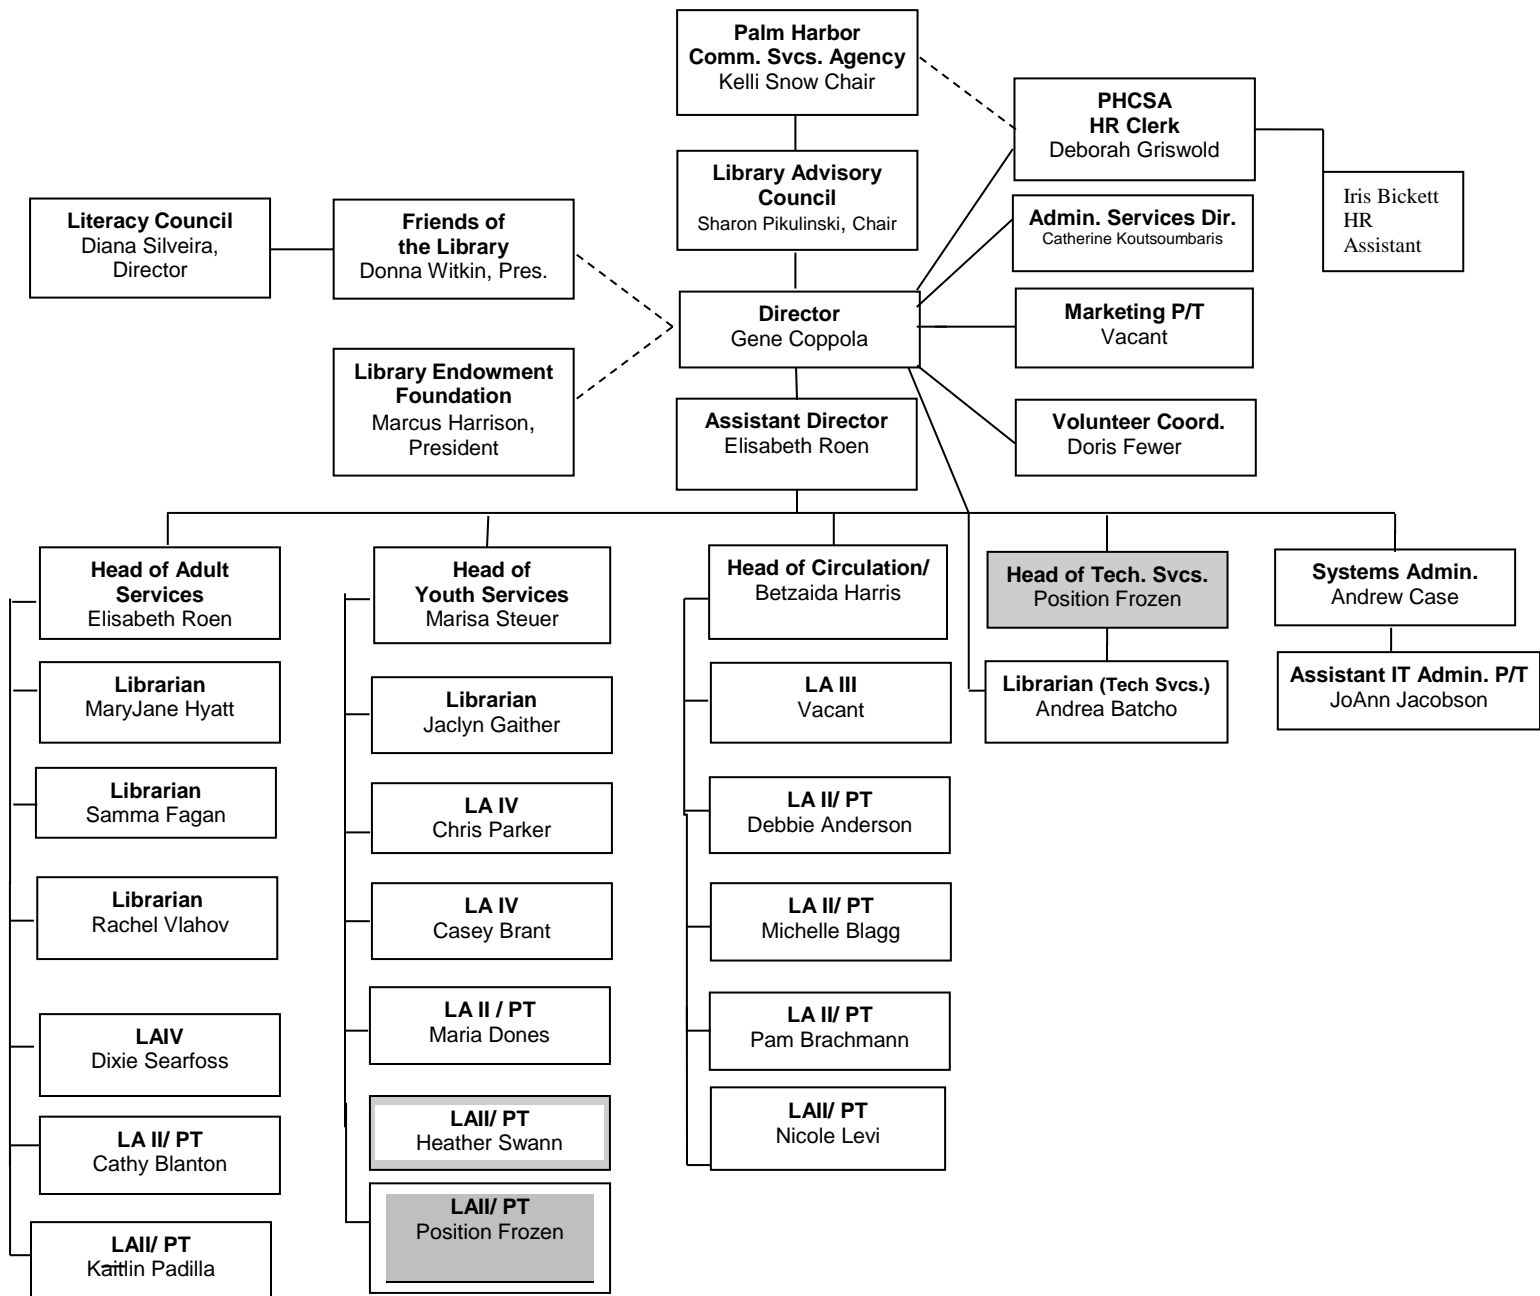 Palm Harbor
Comm. Svcs. Agency
Kelli Snow Chair
PHCSA
HR Clerk
Deborah Griswold
Library Advisory
Council
Sharon Pikulinski, Chair
Iris Bickett
HR
Assistant
Literacy Council
Diana Silveira,
Director
Friends of
the Library
Donna Witkin, Pres.
Admin. Services Dir.
Catherine Koutsoumbaris
Director
Gene Coppola
Marketing P/T
Vacant
Library Endowment
Foundation
Marcus Harrison,
President
Assistant Director
Elisabeth Roen
Volunteer Coord.
Doris Fewer
Head of Adult
Services
Elisabeth Roen
Librarian
MaryJane Hyatt
Librarian
Samma Fagan
Librarian
Rachel Vlahov
LAIV
Dixie Searfoss
LA II/ PT
Cathy Blanton
LAII/ PT
Kaitlin Padilla
Head of
Youth Services
Marisa Steuer
Librarian
Jaclyn Gaither
LA IV
Chris Parker
LA IV
Casey Brant
LA II / PT
Maria Dones
LAII/ PT
Heather Swann
LAII/ PT
Position Frozen
Head of Circulation/
Betzaida Harris
LA III
Vacant
LA II/ PT
Debbie Anderson
LA II/ PT
Michelle Blagg
LA II/ PT
Pam Brachmann
LAII/ PT
Nicole Levi
Head of Tech. Svcs.
Position Frozen
Librarian (Tech Svcs.)
Andrea Batcho
Systems Admin.
Andrew Case
Assistant IT Admin. P/T
JoAnn Jacobson